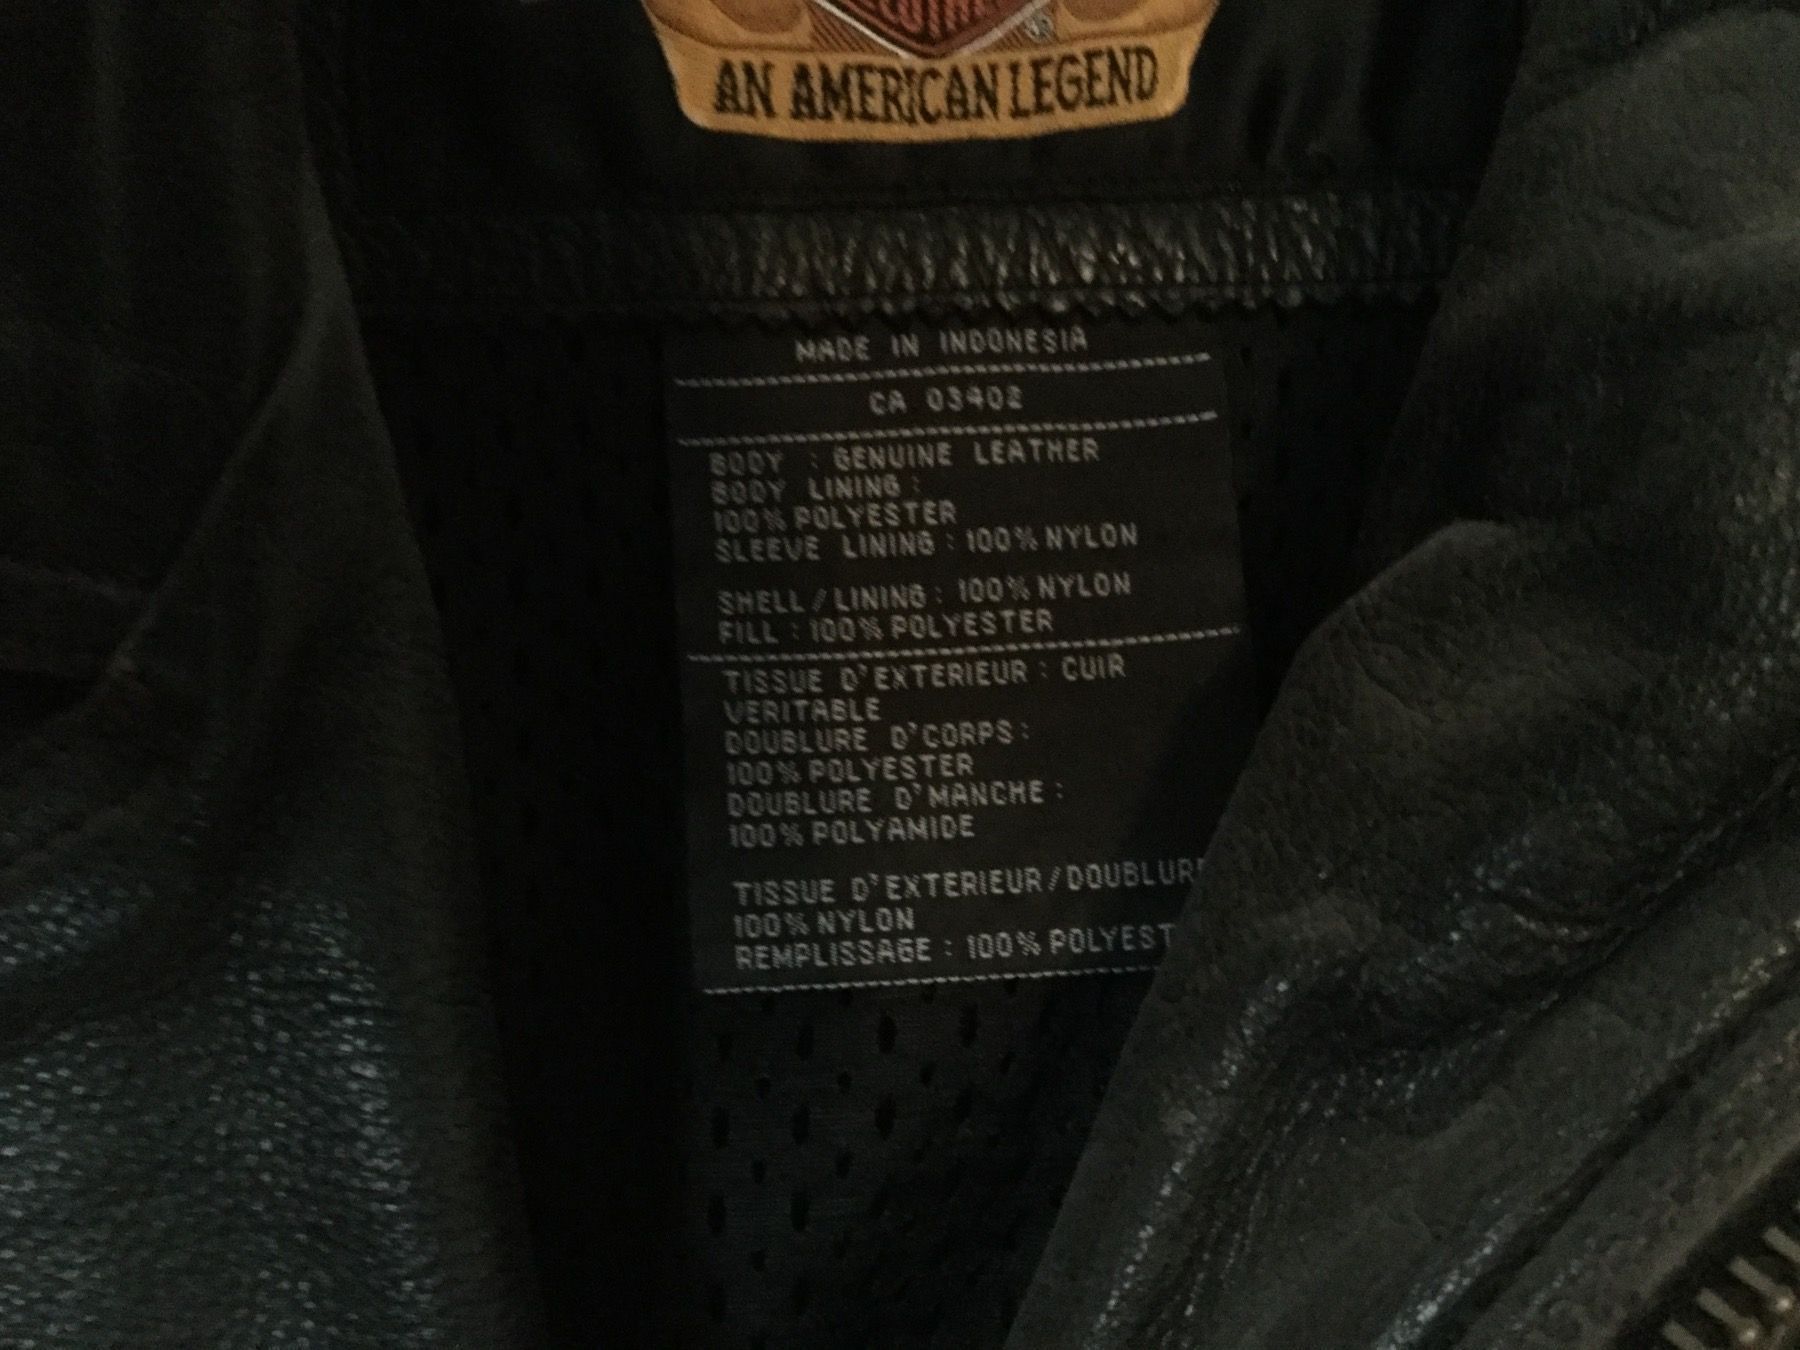 AN AMERICAN LEGEND
MADE IN INDONESIA
CA 03402
BODY : GENUINE LEATHER
BODY LINING :
100% POLYESTER
SLEEVE LINING : 100% NYLON
SHELL / LINING : 100% NYLON
FILL : 100% POLYESTER
TISSUE D'EXTERIEUR : CUIR
VERITABLE
DOUBLURE D'CORPS :
100% POLYESTER
DOUBLURE D'MANCHE :
100% POLYAMIDE
TISSUE D'EXTERIEUR/DOUBLUR
100% NYLON
REMPLISSAGE : 100% POLYEST